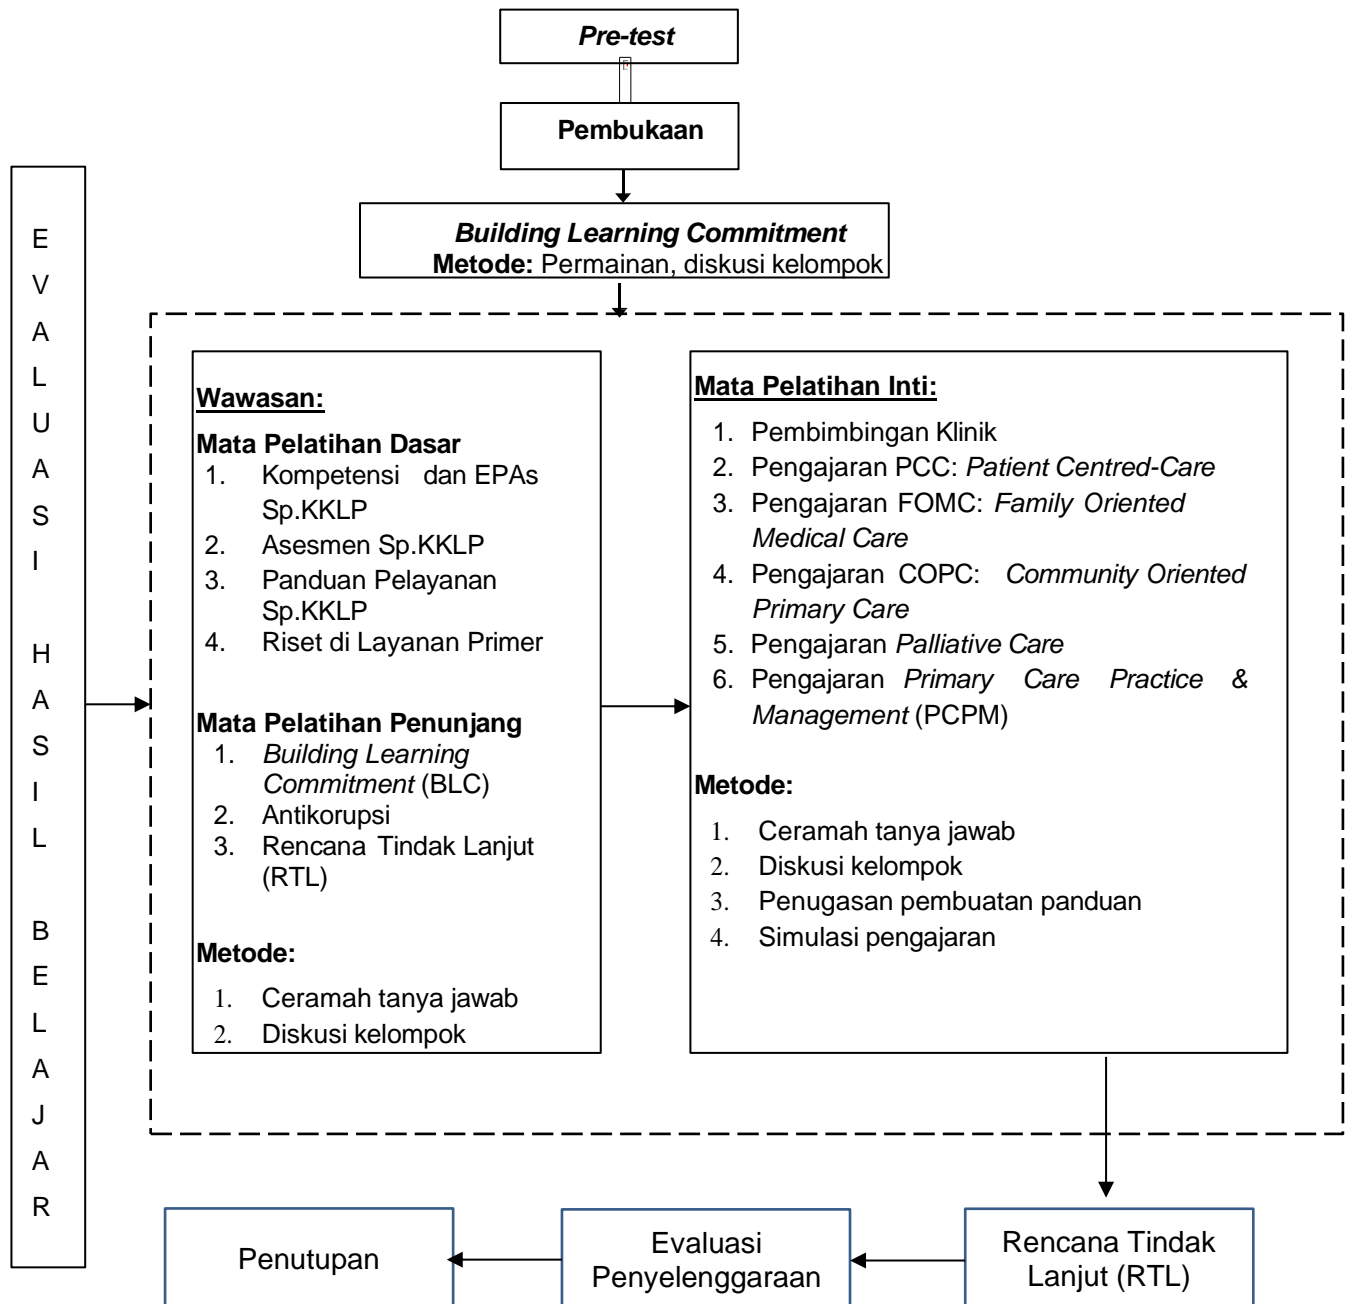 Pre-test
Pembukaan
Building Learning Commitment
Metode: Permainan, diskusi kelompok
EVALUASI HASIL BELAJAR
Wawasan:
Mata Pelatihan Dasar
1. Kompetensi dan EPAs
Sp.KKLP
2. Asesmen Sp.KKLP
3. Panduan Pelayanan
Sp.KKLP
4. Riset di Layanan Primer
Mata Pelatihan Penunjang
1. Building Learning
Commitment (BLC)
2. Antikorupsi
3. Rencana Tindak Lanjut
(RTL)
Metode:
1. Ceramah tanya jawab
2. Diskusi kelompok
Mata Pelatihan Inti:
1. Pembimbingan Klinik
2. Pengajaran PCC: Patient Centred-Care
3. Pengajaran FOMC: Family Oriented
Medical Care
4. Pengajaran COPC: Community Oriented
Primary Care
5. Pengajaran Palliative Care
6. Pengajaran Primary Care Practice &
Management (PCPM)
Metode:
1. Ceramah tanya jawab
2. Diskusi kelompok
3. Penugasan pembuatan panduan
4. Simulasi pengajaran
Rencana Tindak
Lanjut (RTL)
Evaluasi
Penyelenggaraan
Penutupan